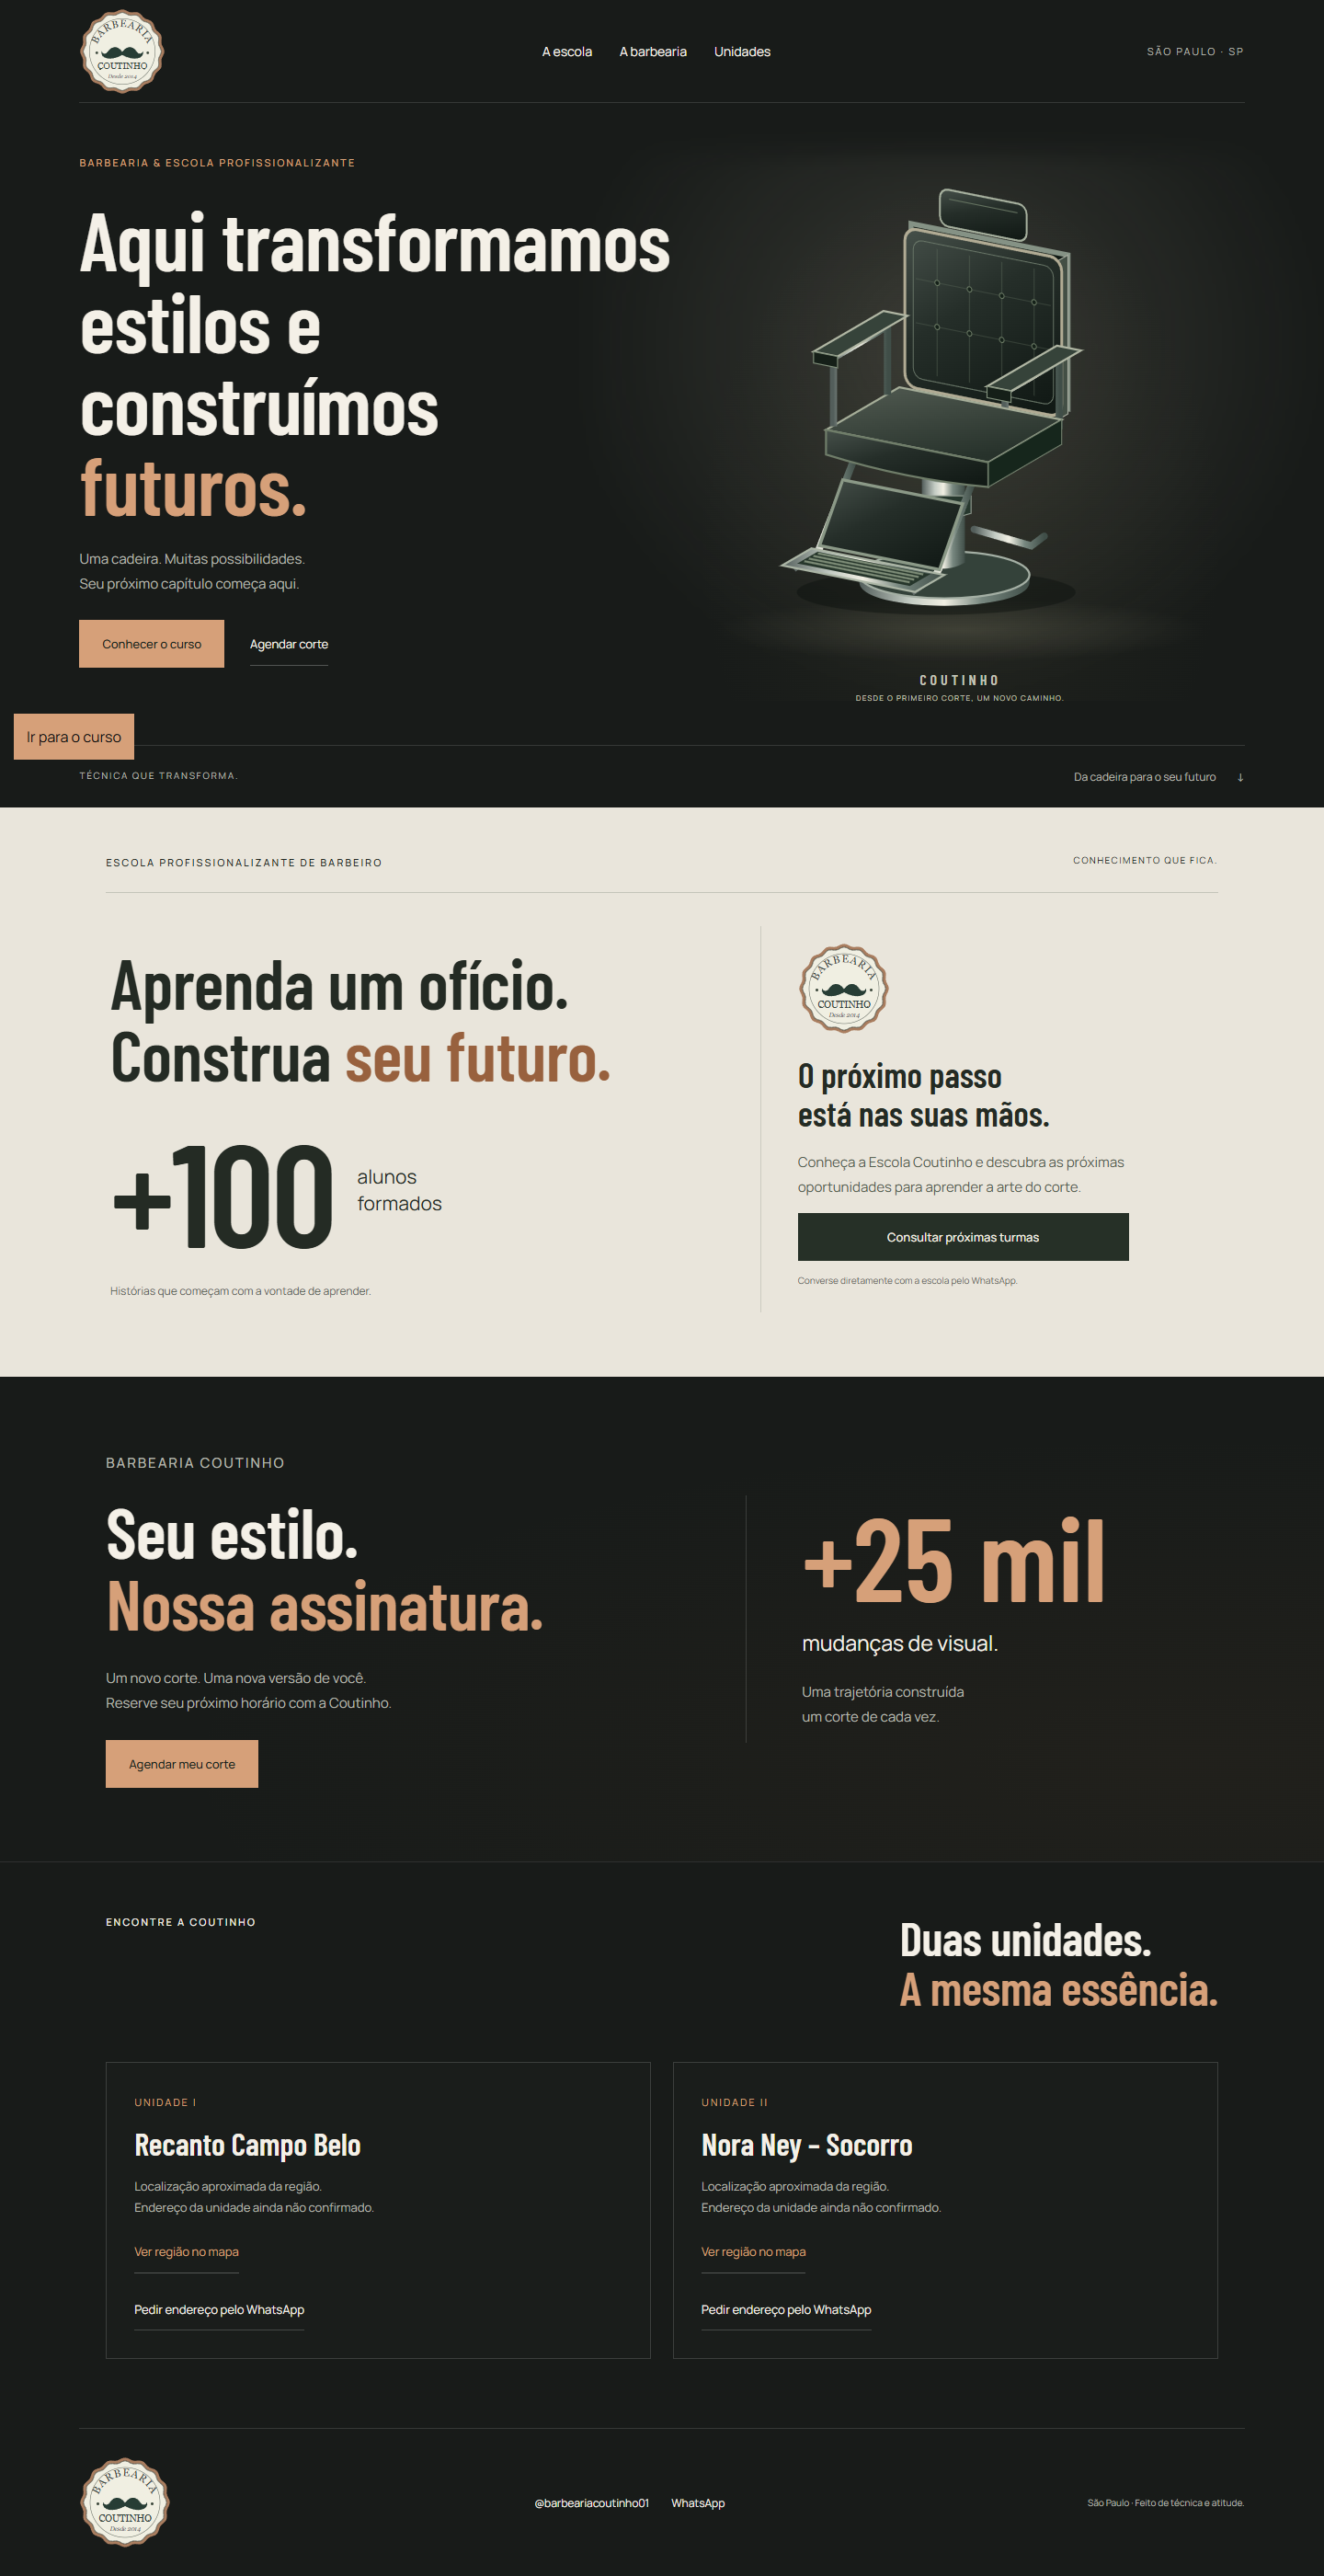 BARBEARIA
COUTINHO
Desde 2014
A escola
A barbearia
Unidades
SÃO PAULO · SP
BARBEARIA & ESCOLA PROFISSIONALIZANTE
Aqui transformamos
estilos e
construímos
futuros.
Uma cadeira. Muitas possibilidades.
Seu próximo capítulo começa aqui.
Conhecer o curso
Agendar corte
COUTINHO
DESDE O PRIMEIRO CORTE, UM NOVO CAMINHO.
Ir para o curso
TÉCNICA QUE TRANSFORMA.
Da cadeira para o seu futuro ↓
ESCOLA PROFISSIONALIZANTE DE BARBEIRO
CONHECIMENTO QUE FICA.
Aprenda um ofício.
Construa seu futuro.
+100
alunos
formados
Histórias que começam com a vontade de aprender.
BARBEARIA
COUTINHO
Desde 2014
O próximo passo
está nas suas mãos.
Conheça a Escola Coutinho e descubra as próximas
oportunidades para aprender a arte do corte.
Consultar próximas turmas
Converse diretamente com a escola pelo WhatsApp.
BARBEARIA COUTINHO
Seu estilo.
Nossa assinatura.
Um novo corte. Uma nova versão de você.
Reserve seu próximo horário com a Coutinho.
Agendar meu corte
+25 mil
mudanças de visual.
Uma trajetória construída
um corte de cada vez.
ENCONTRE A COUTINHO
Duas unidades.
A mesma essência.
UNIDADE I
Recanto Campo Belo
Localização aproximada da região.
Endereço da unidade ainda não confirmado.
Ver região no mapa
Pedir endereço pelo WhatsApp
UNIDADE II
Nora Ney – Socorro
Localização aproximada da região.
Endereço da unidade ainda não confirmado.
Ver região no mapa
Pedir endereço pelo WhatsApp
BARBEARIA
COUTINHO
Desde 2014
@barbeariacoutinho01
WhatsApp
São Paulo · Feito de técnica e atitude.